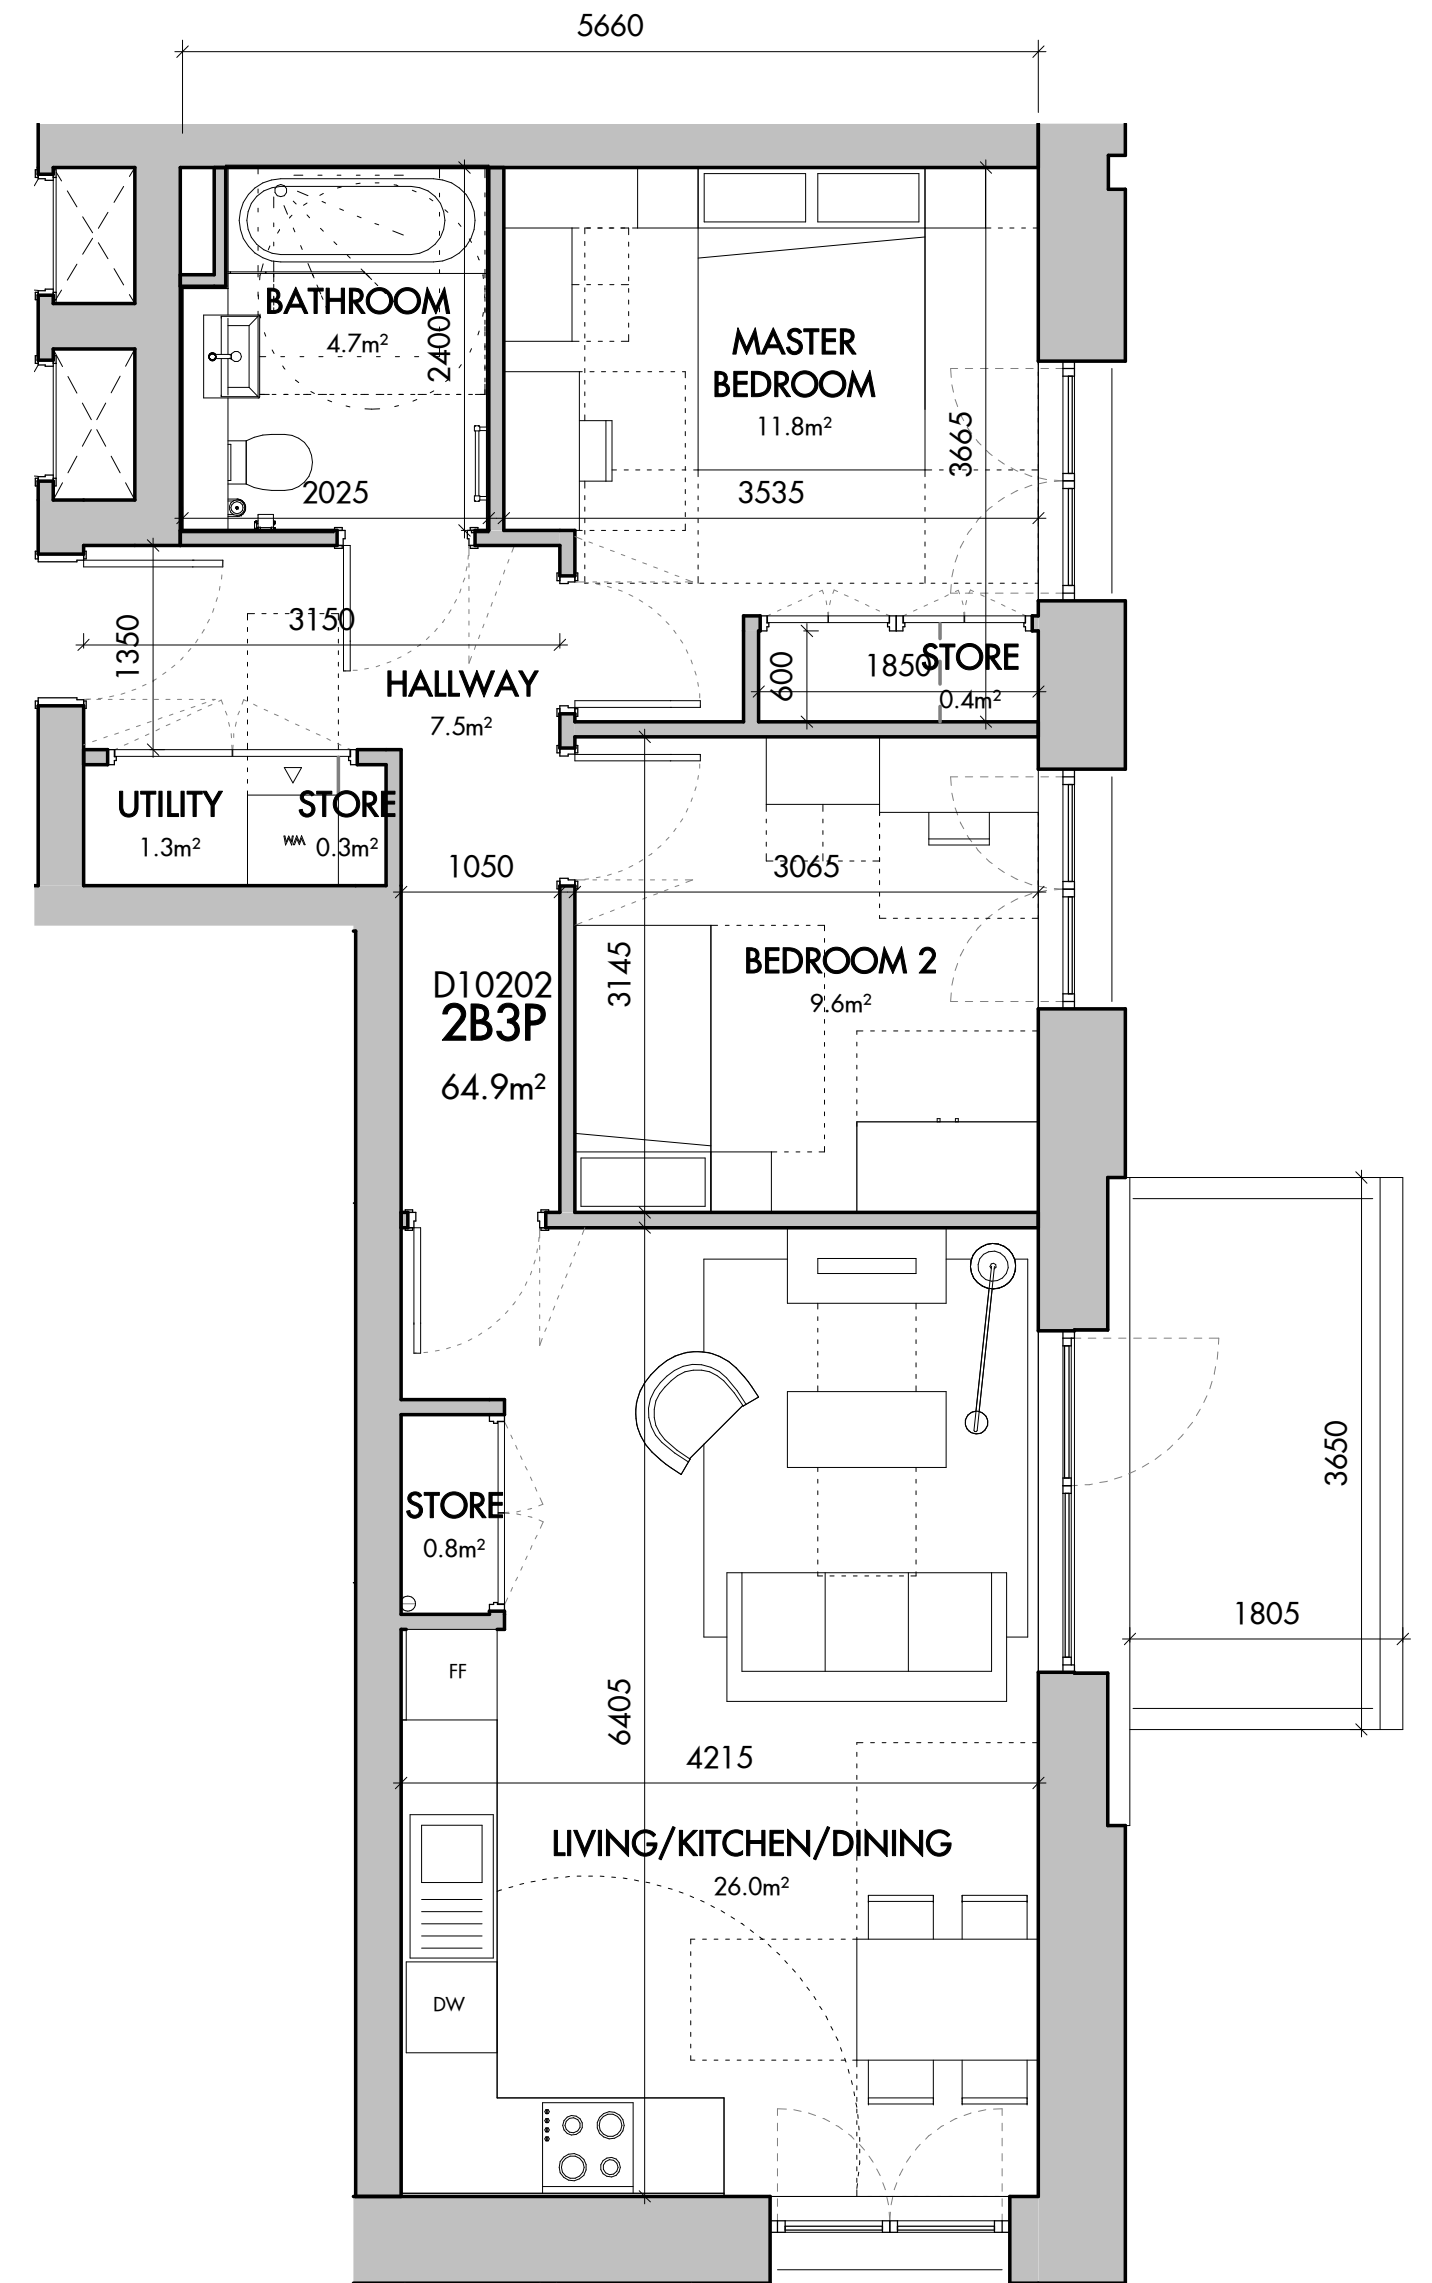 5660
BATHROOM
4.7m²
2400
2025
MASTER
BEDROOM
11.8m²
3665
3535
1350
3150
HALLWAY
7.5m²
600
1850
STORE
0.4m²
UTILITY
1.3m²
STORE
WM
0.3m²
1050
3065
3145
BEDROOM 2
9.6m²
D10202
2B3P
64.9m²
3650
1805
STORE
0.8m²
FF
6405
4215
LIVING/KITCHEN/DINING
26.0m²
DW